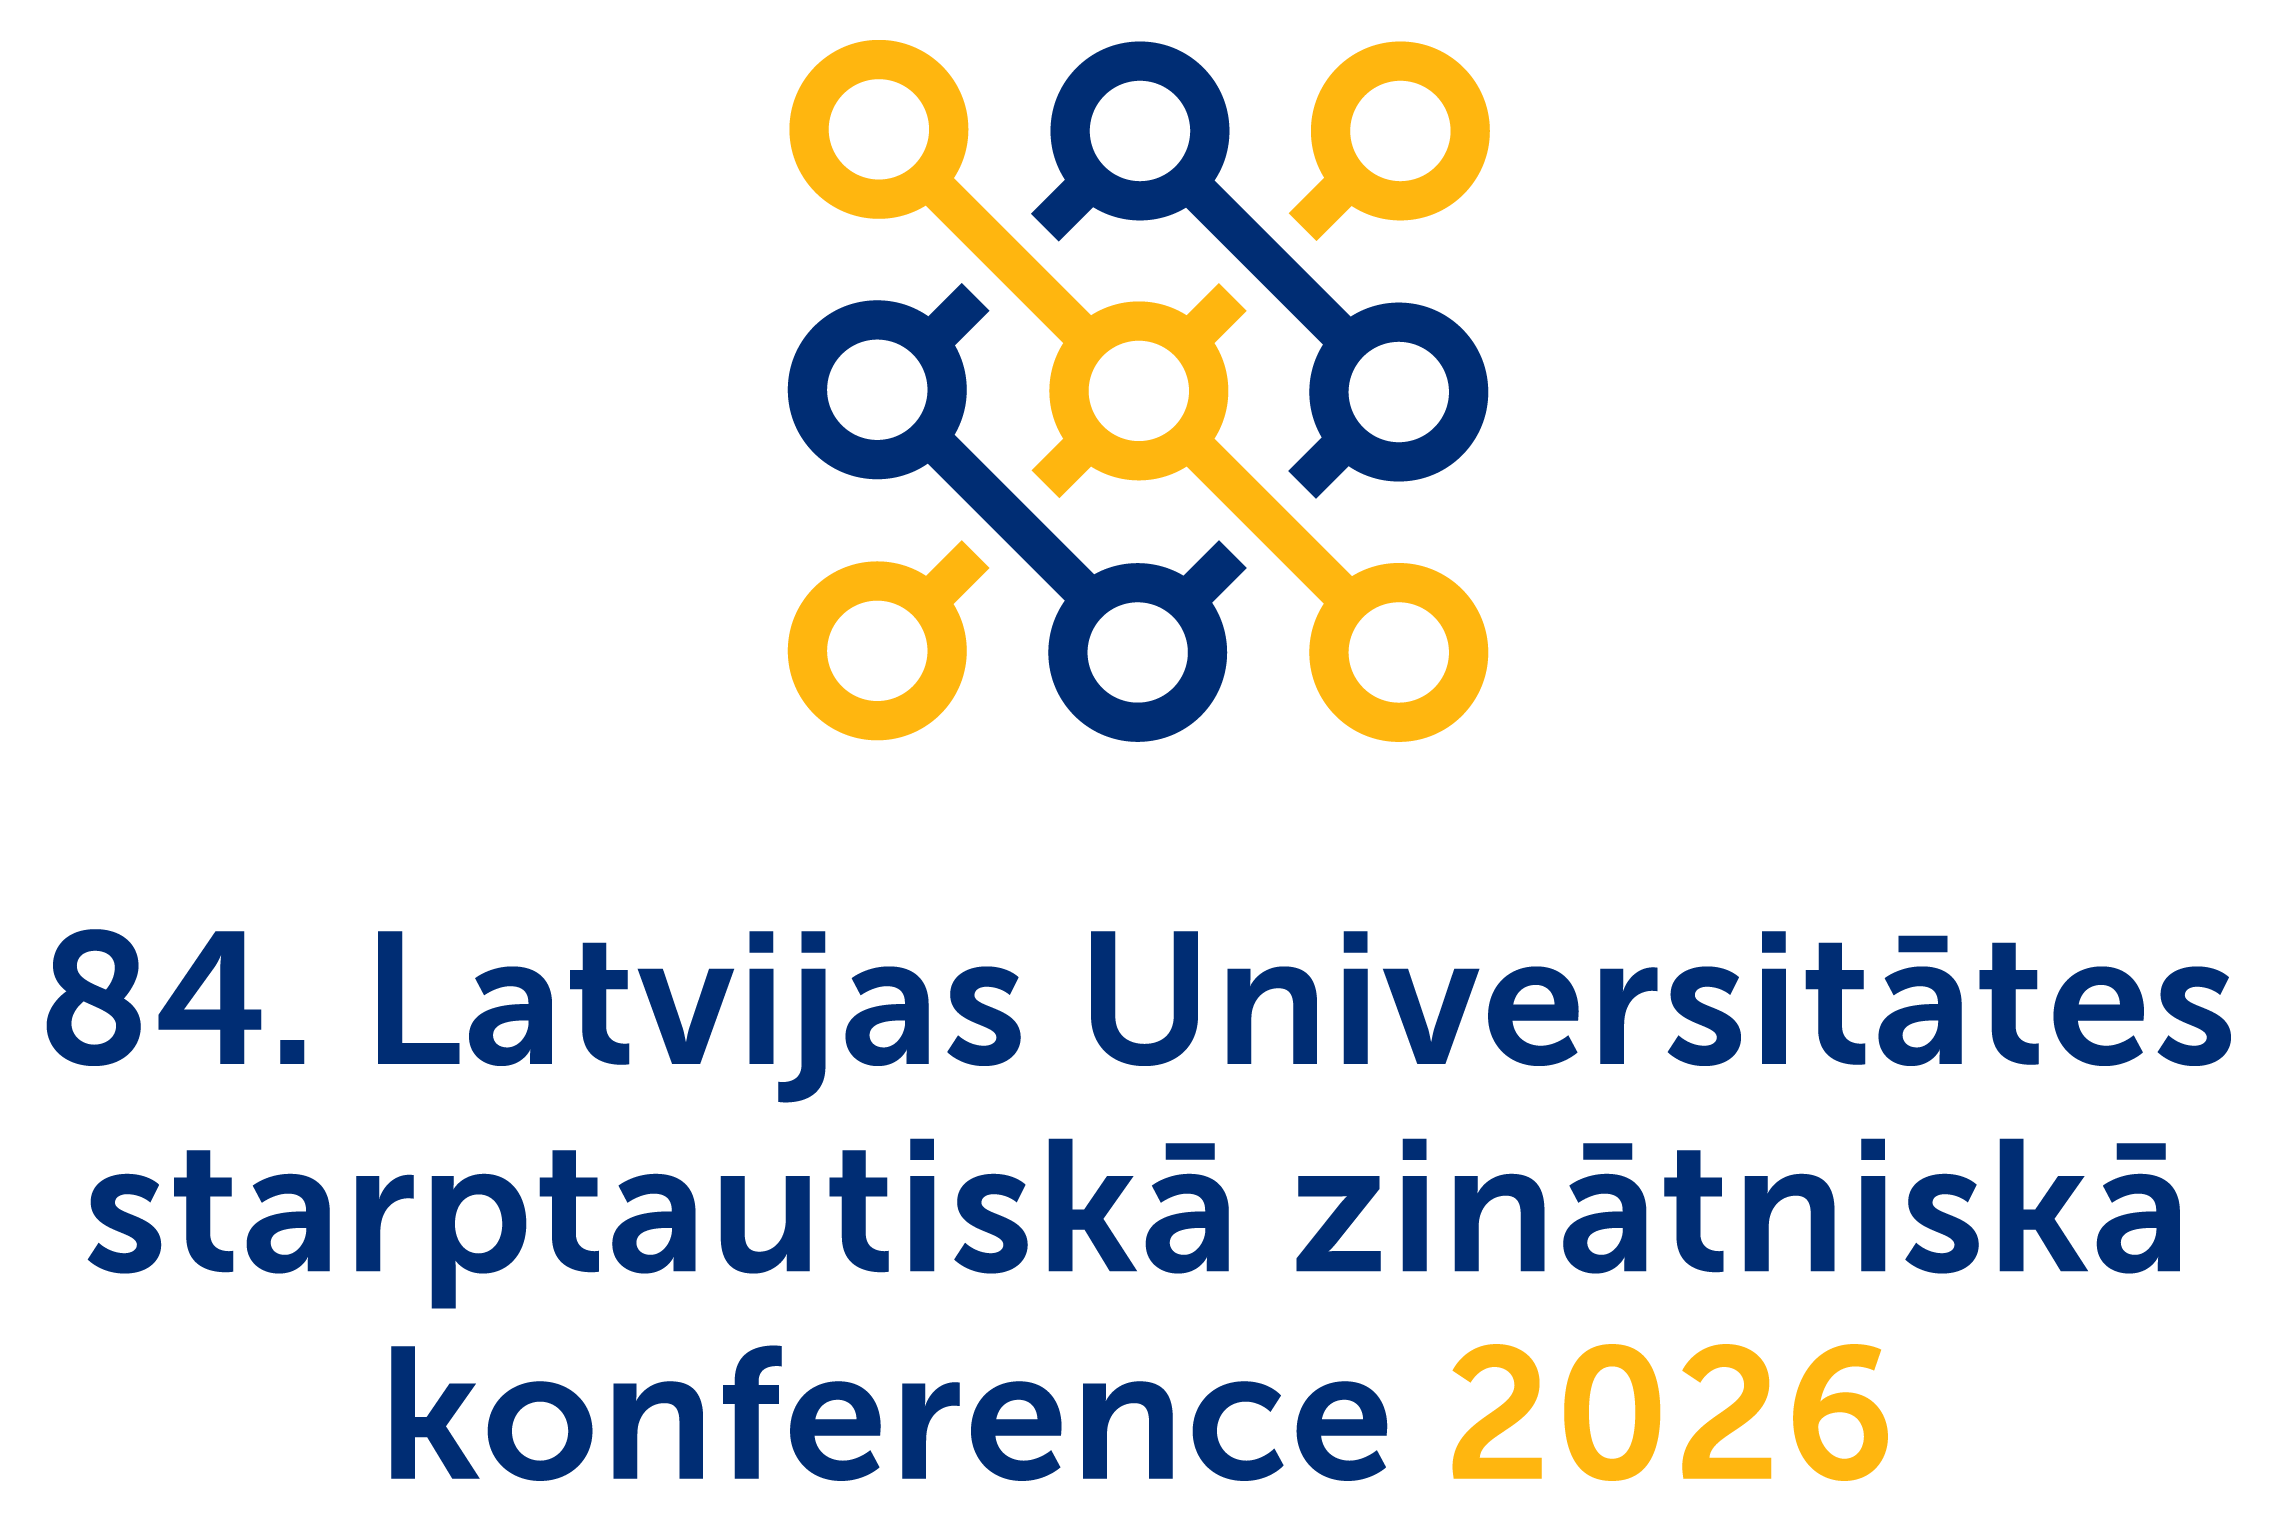 84. Latvijas Universitātes
starptautiskā zinātniskā
konference 2026